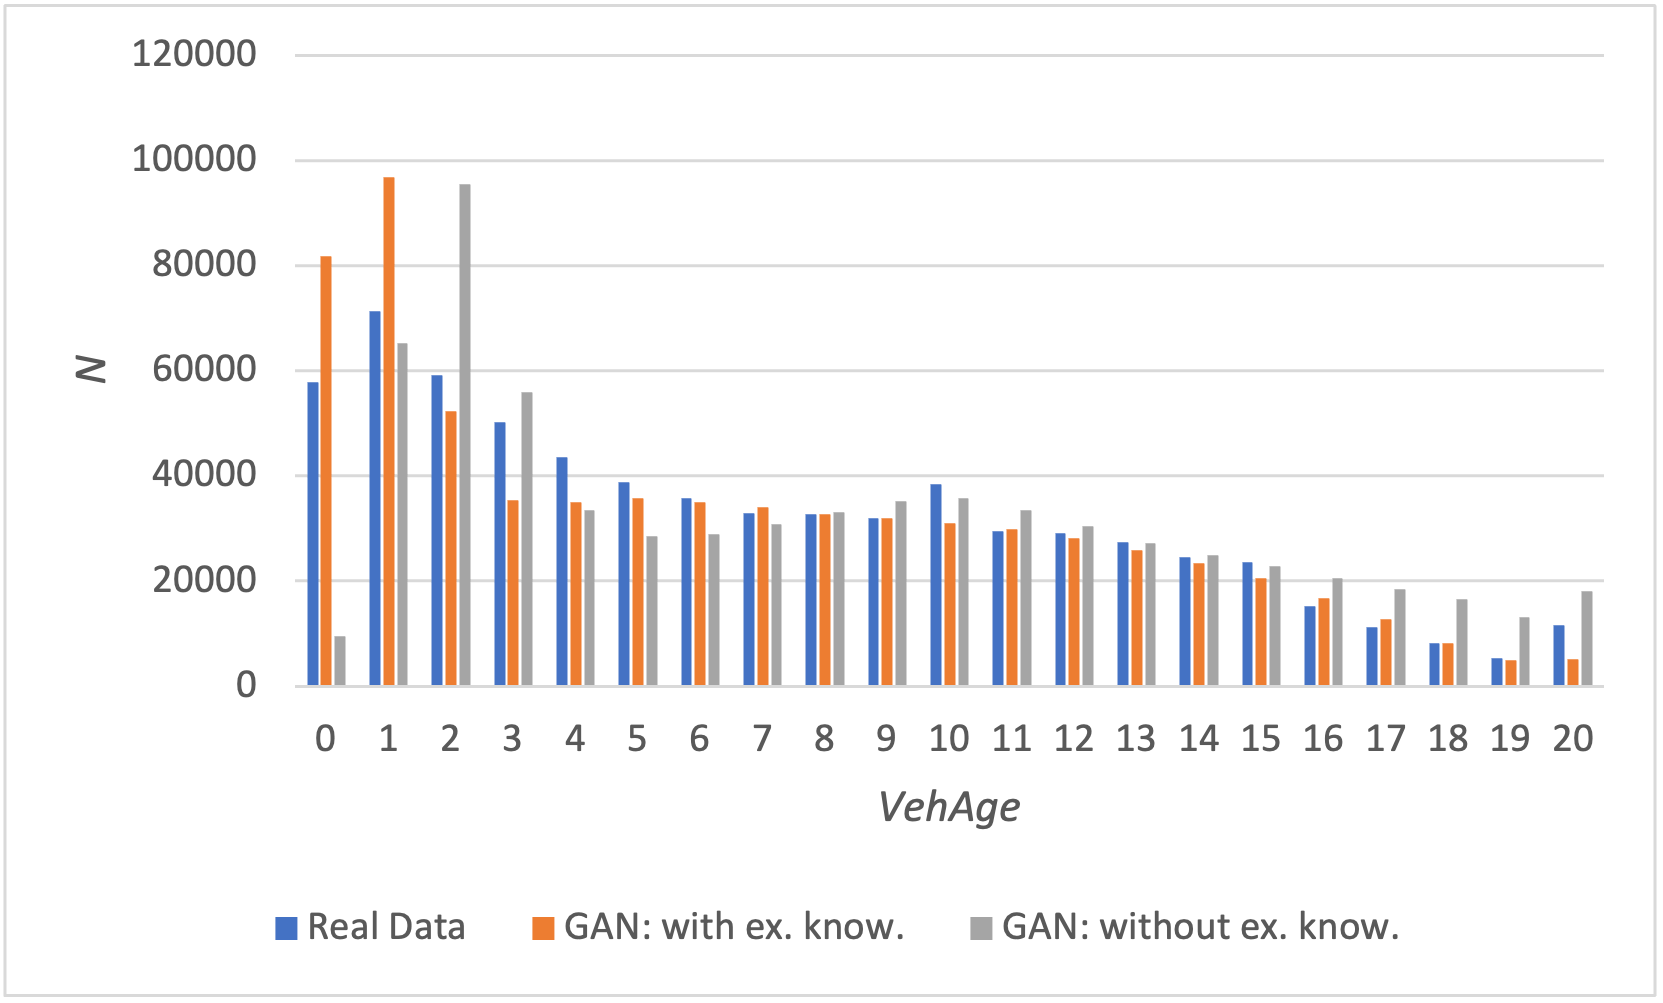 120000
100000
80000
60000
40000
20000
0
N
0 1 2 3 4 5 6 7 8 9 10 11 12 13 14 15 16 17 18 19 20
VehAge
Real Data GAN: with ex. know. GAN: without ex. know.